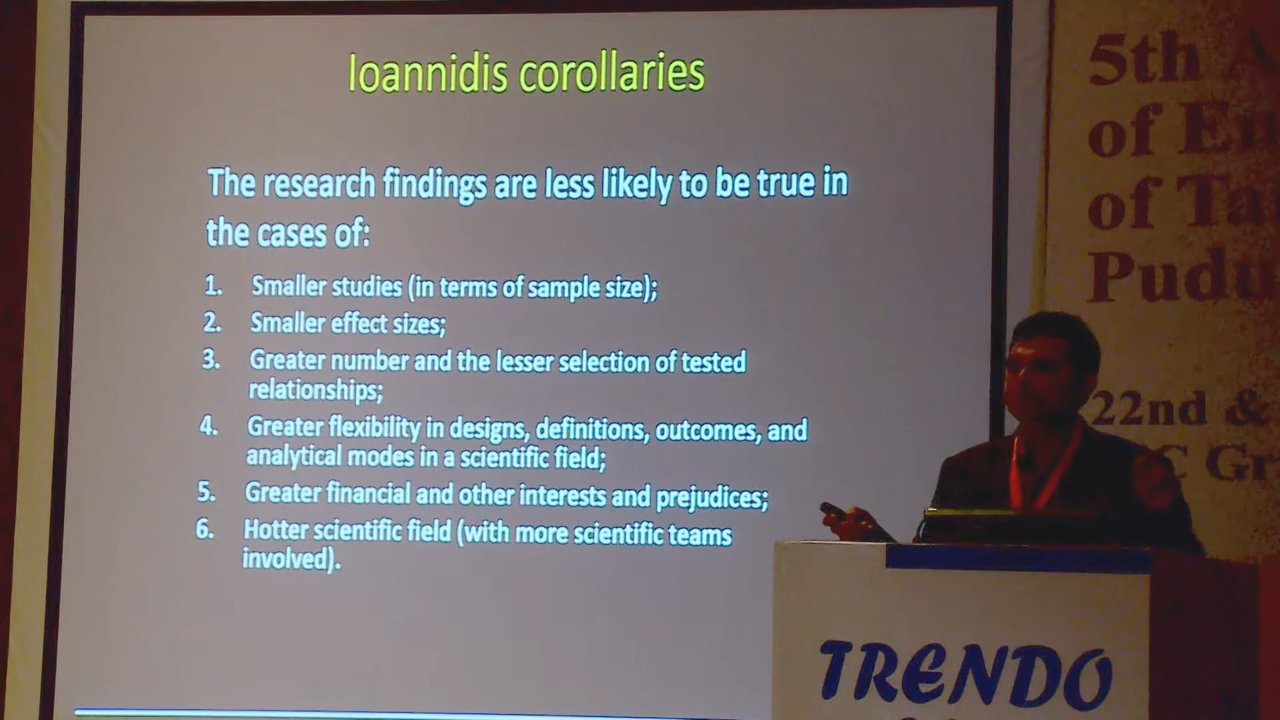 Ioannidis corollaries
The research findings are less likely to be true in
the cases of:
1. Smaller studies (in terms of sample size);
2. Smaller effect sizes;
3. Greater number and the lesser selection of tested
relationships;
4. Greater flexibility in designs, definitions, outcomes, and
analytical modes in a scientific field;
5. Greater financial and other interests and prejudices;
6. Hotter scientific field (with more scientific teams
involved).
5th A
of En
of Ta
Pudu
22nd &
C Gr
TRENDO